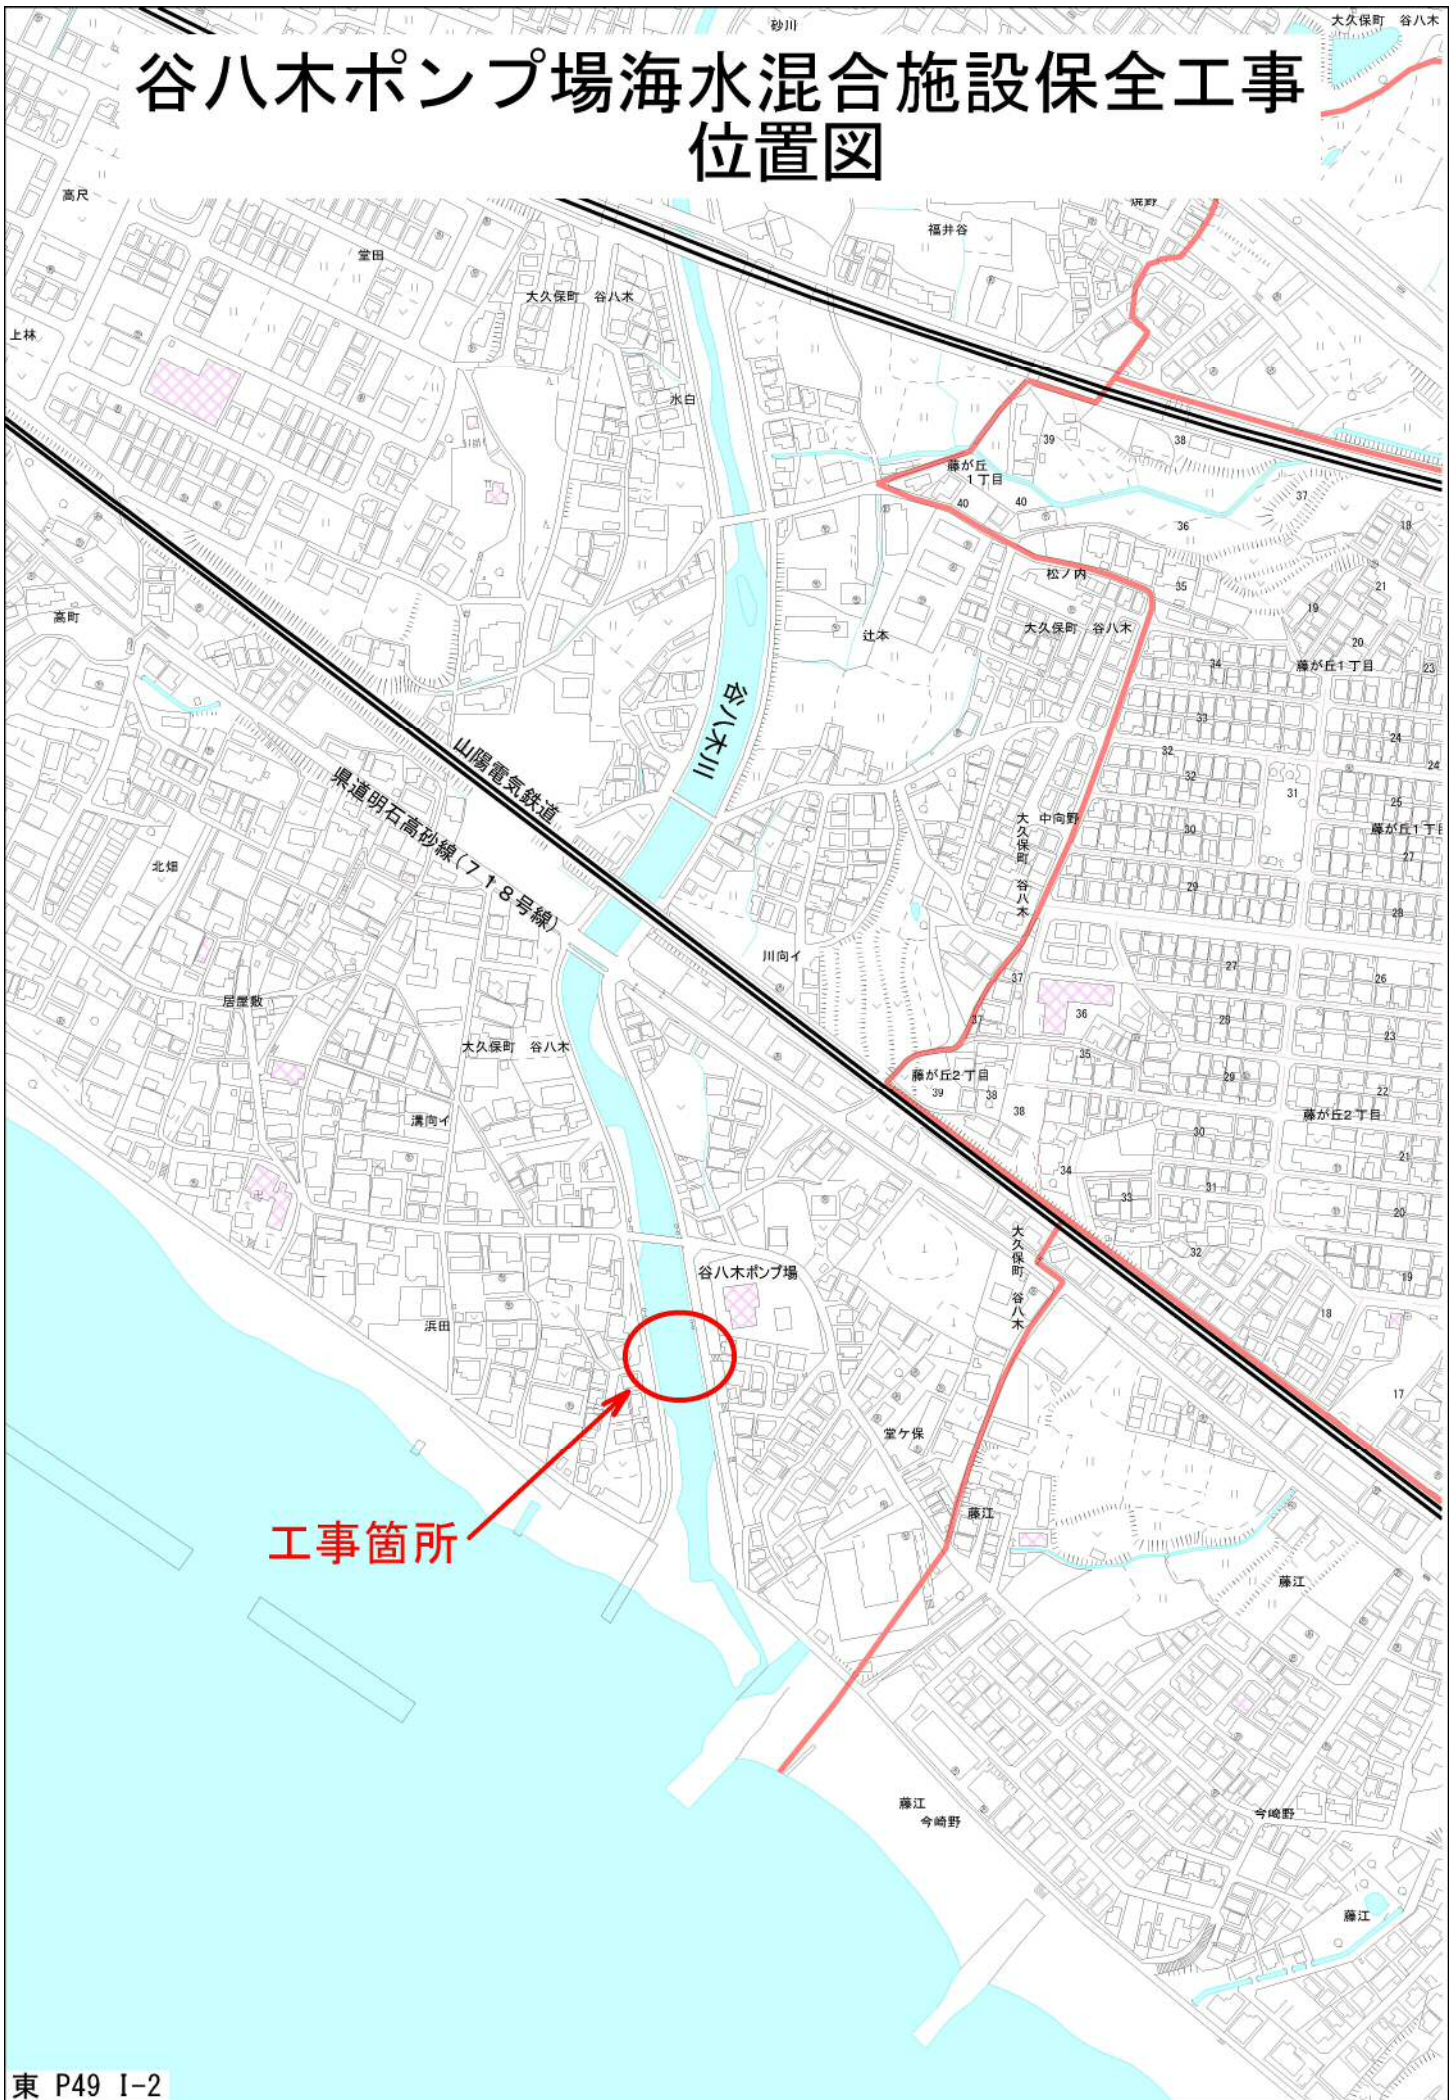 砂川
大久保町 谷八木
谷八木ポンプ場海水混合施設保全工事
位置図
高尺
福井谷
堂田
大久保町 谷八木
上林
氷白
39
38
藤が丘
1丁目
40
40
37
36
18
松ノ内
35
21
高町
19
大久保町 谷八木
辻本
20
34
藤が丘1丁目
23
谷八木川
33
24
山陽電気鉄道
32
24
県道明石高砂線(718号線)
32
31
25
大久保町 谷八木
中向野
30
藤が丘1丁目
27
北畑
29
28
川向イ
27
26
37
居屋敷
36
28
37
23
大久保町 谷八木
35
藤が丘2丁目
29
39
38
22
38
藤が丘2丁目
溝向イ
30
21
34
31
33
20
大久保町 谷八木
32
谷八木ポンプ場
19
浜田
18
17
堂ケ保
藤江
工事箇所
藤江
藤江
今崎野
今崎野
藤江
東 P49 I-2